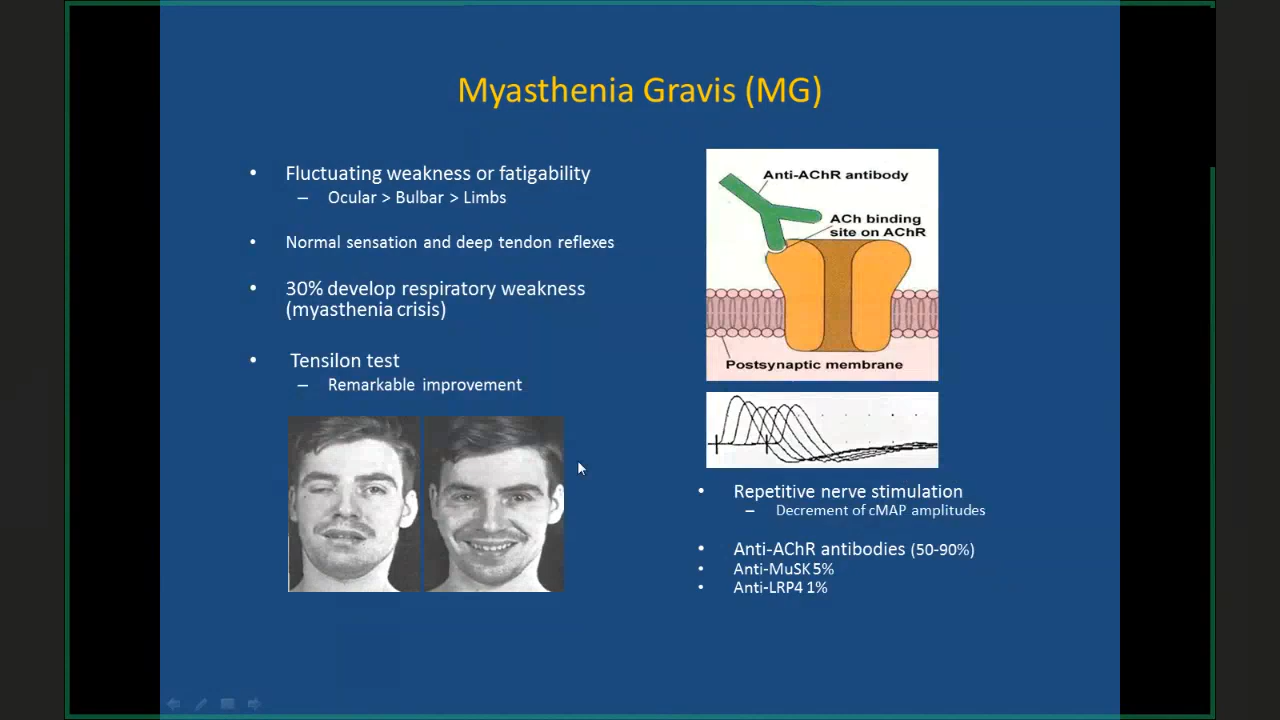 Myasthenia Gravis (MG)
• Fluctuating weakness or fatigability
– Ocular > Bulbar > Limbs
• Normal sensation and deep tendon reflexes
• 30% develop respiratory weakness
(myasthenia crisis)
• Tensilon test
– Remarkable improvement
Anti-AChR antibody
ACh binding
site on AChR
Postsynaptic membrane
• Repetitive nerve stimulation
– Decrement of cMAP amplitudes
• Anti-AChR antibodies (50-90%)
• Anti-MuSK 5%
• Anti-LRP4 1%